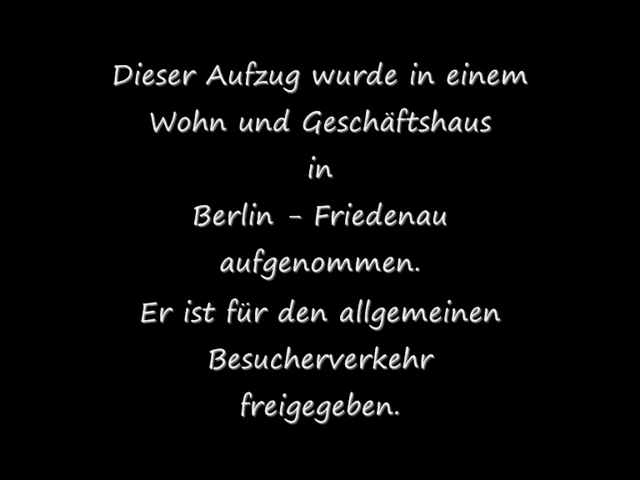 Dieser Aufzug wurde in einem
Wohn und Geschäftshaus
in
Berlin - Friedenau
aufgenommen.
Er ist für den allgemeinen
Besucherverkehr
freigegeben.